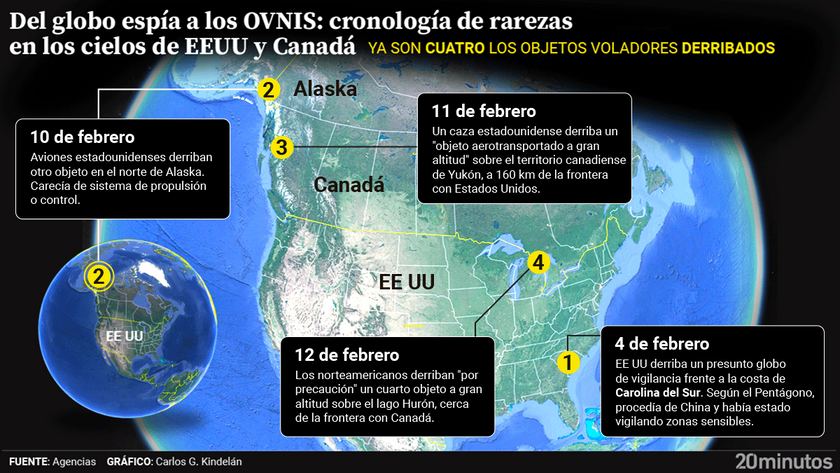 Del globo espía a los OVNIS: cronología de rarezas
en los cielos de EEUU y Canadá YA SON CUATRO LOS OBJETOS VOLADORES DERRIBADOS
2
Alaska
10 de febrero
Aviones estadounidenses derriban
otro objeto en el norte de Alaska.
Carecía de sistema de propulsión
o control.
11 de febrero
Un caza estadounidense derriba un
"objeto aerotransportado a gran
altitud" sobre el territorio canadiense
de Yukón, a 160 km de la frontera
con Estados Unidos.
3
Canadá
2
EE UU
4
EE UU
12 de febrero
Los norteamericanos derriban "por
precaución" un cuarto objeto a gran
altitud sobre el lago Hurón, cerca
de la frontera con Canadá.
1
4 de febrero
EE UU derriba un presunto globo
de vigilancia frente a la costa de
Carolina del Sur. Según el Pentágono,
procedía de China y había estado
vigilando zonas sensibles.
FUENTE: Agencias GRÁFICO: Carlos G. Kindelán
20minutos